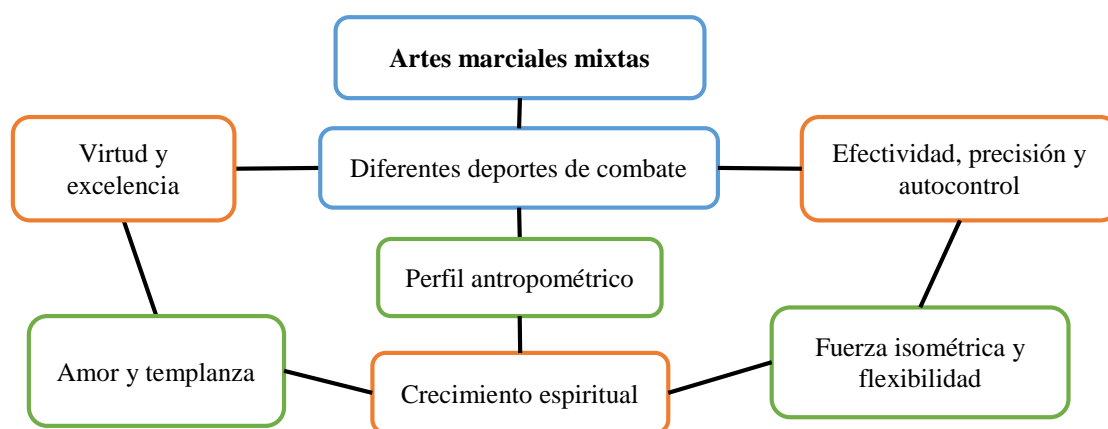 Artes marciales mixtas
Virtud y
excelencia
Diferentes deportes de combate
Efectividad, precisión y
autocontrol
Perfil antropométrico
Amor y templanza
Crecimiento espiritual
Fuerza isométrica y
flexibilidad